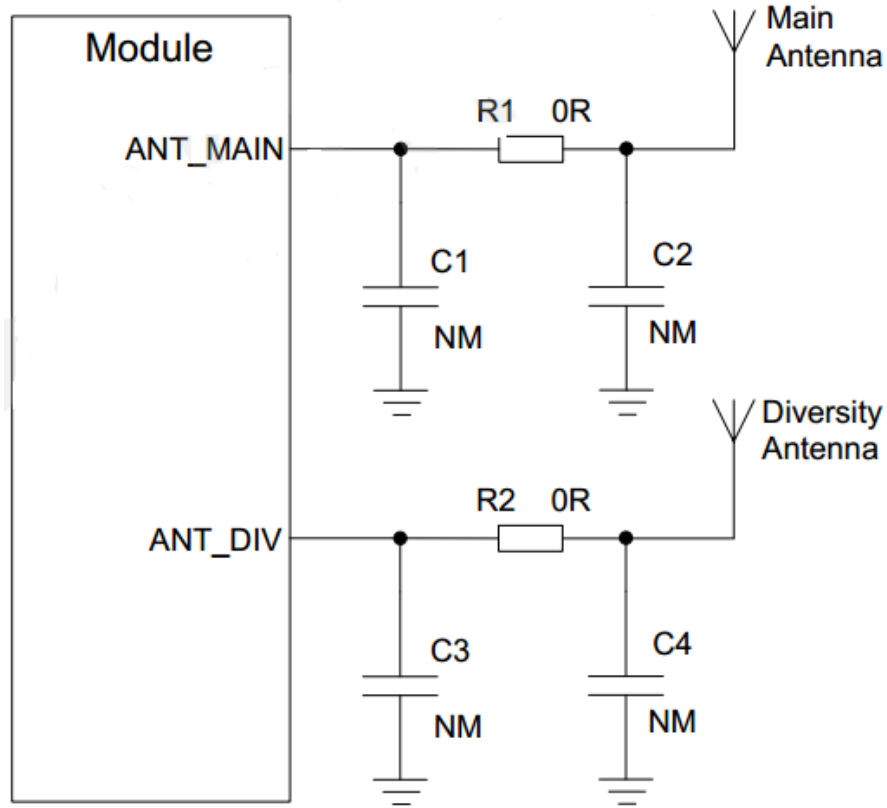 Module
Main
Antenna
R1 0R
ANT_MAIN
C1
NM
C2
NM
Diversity
Antenna
R2 0R
ANT_DIV
C3
NM
C4
NM